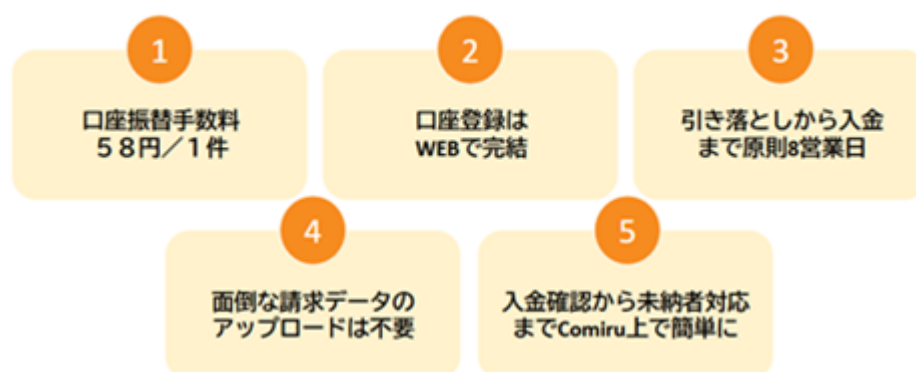 1
口座振替手数料
５８円／１件
2
口座登録は
WEBで完結
3
引き落としから入金
まで原則8営業日
4
面倒な請求データの
アップロードは不要
5
入金確認から未納者対応
までComiru上で簡単に